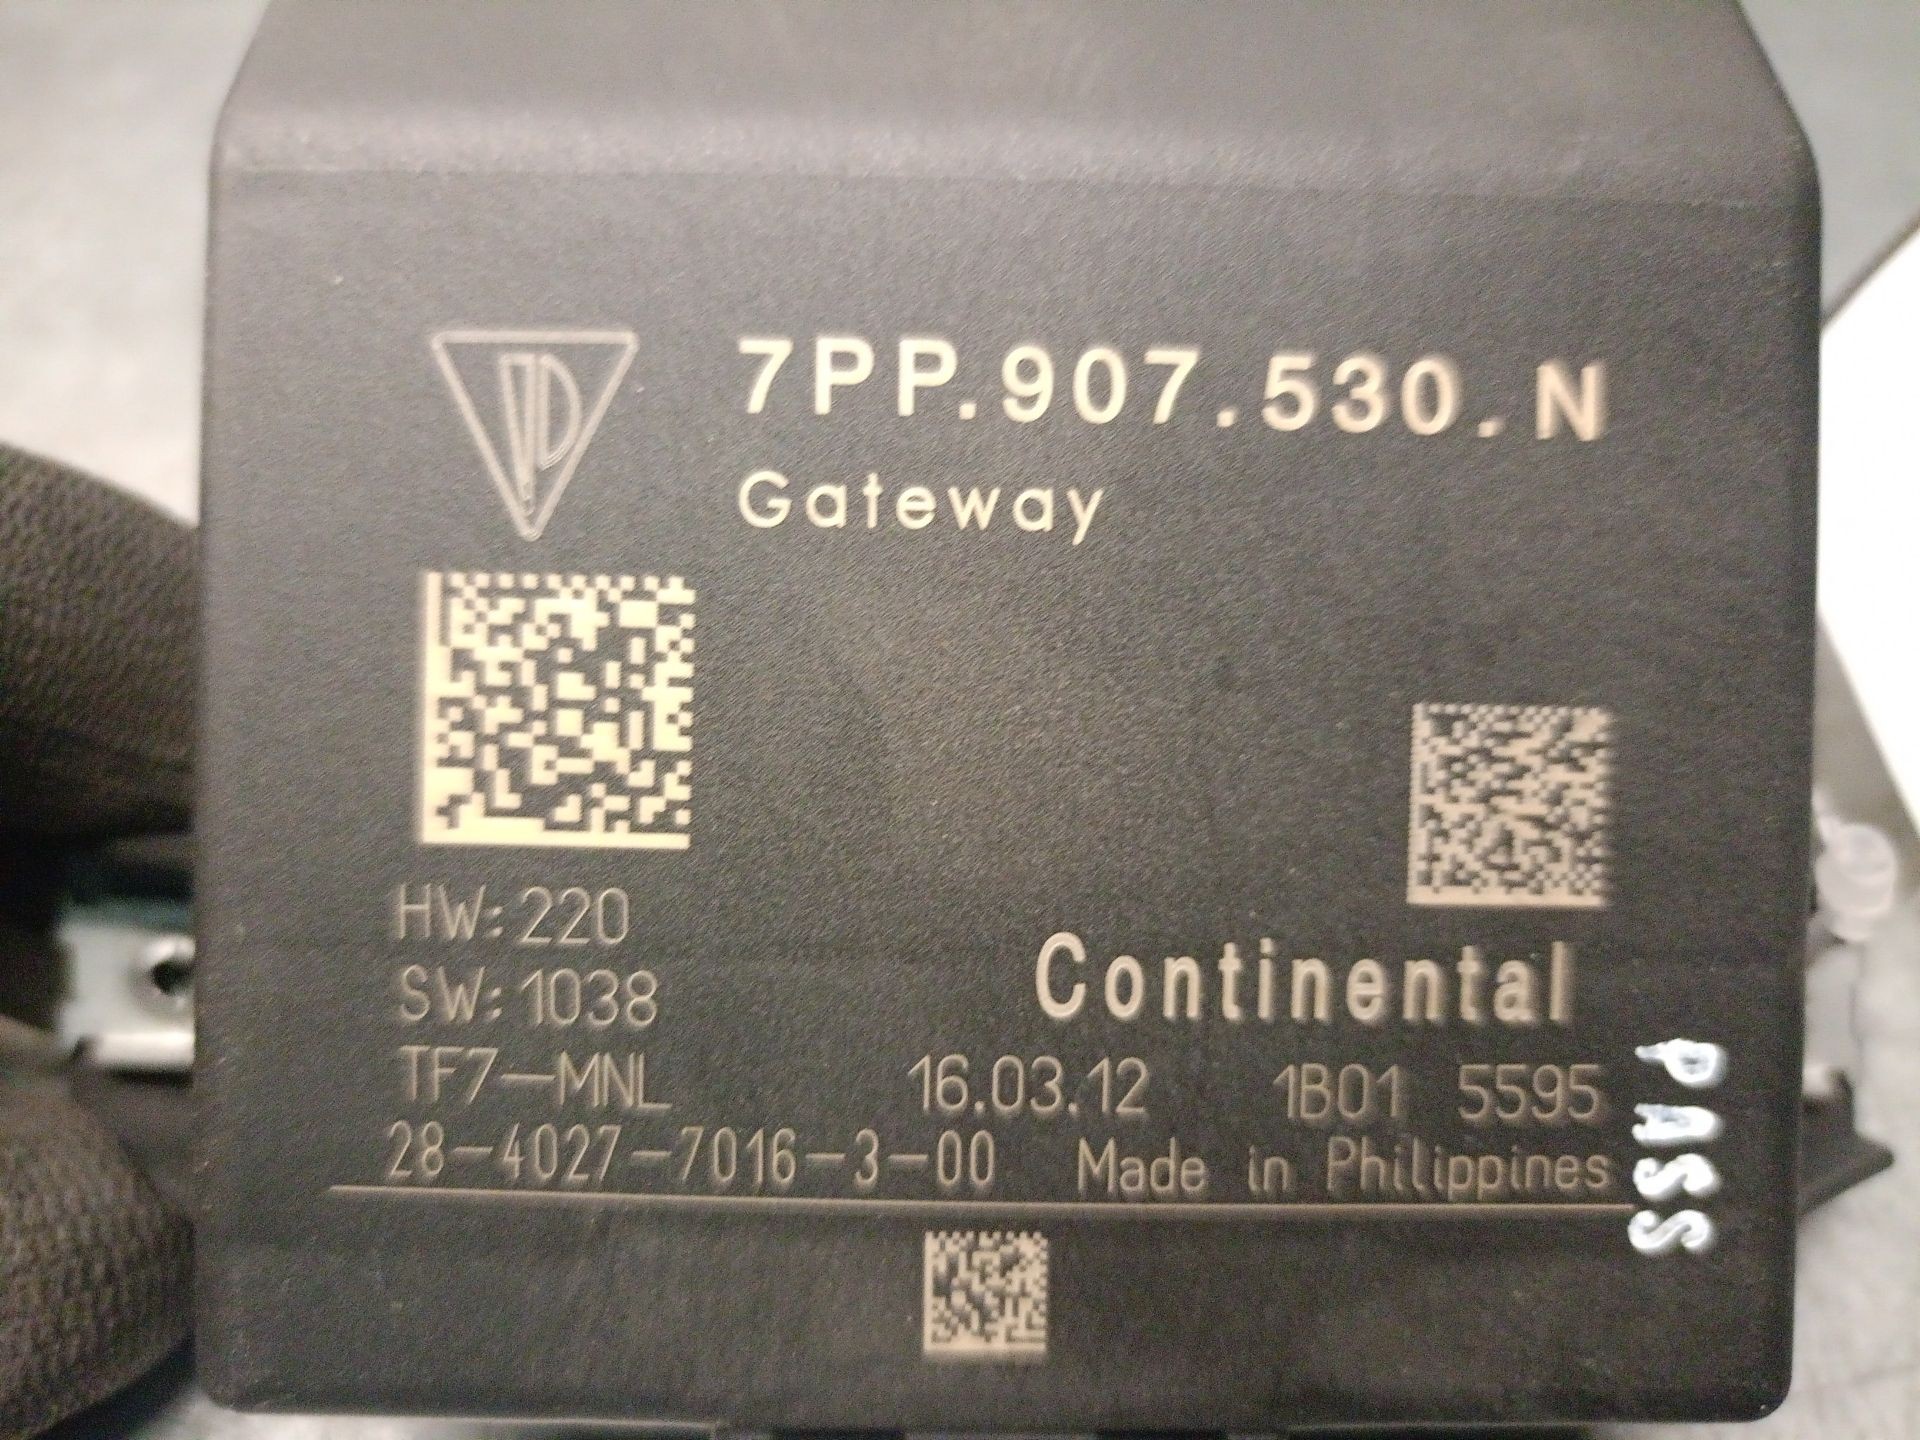 7PP.907.530.N
Gateway
HW:220
SW:1038
Continental
TF7-MNL 16.03.12 1B01 5595
28-4027-7016-3-00 Made in Philippines
PASS